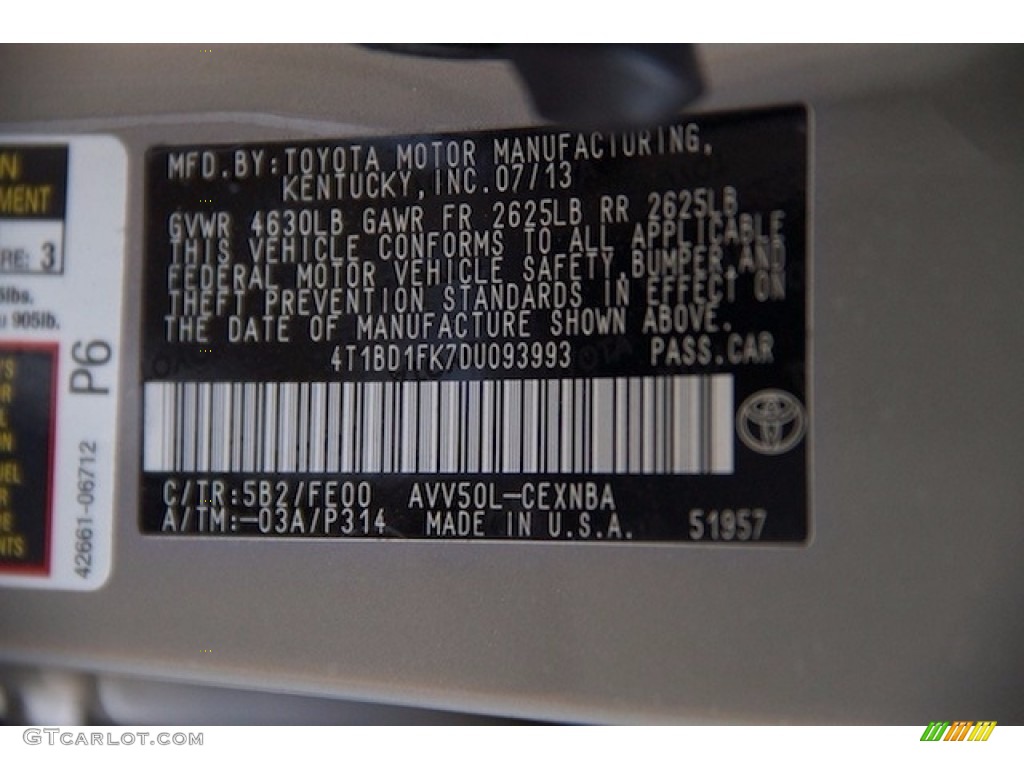 MFD. BY: TOYOTA MOTOR MANUFACTURING,
KENTUCKY, INC. 07/13
GVWR 4630LB GAWR FR 2625LB RR 2625LB
THIS VEHICLE CONFORMS TO ALL APPLICABLE
FEDERAL MOTOR VEHICLE SAFETY, BUMPER, AND
THEFT PREVENTION STANDARDS IN EFFECT ON
THE DATE OF MANUFACTURE SHOWN ABOVE.
4T1BD1FK7DU093993 PASS. CAR
C/TR: 5B2/FE00 AVV50L-CEXNBA
A/TM: -03A/P314 MADE IN U.S.A. 51957
RE: 3
lbs.
905lb.
P6
42661-06712
GTcarlot.com